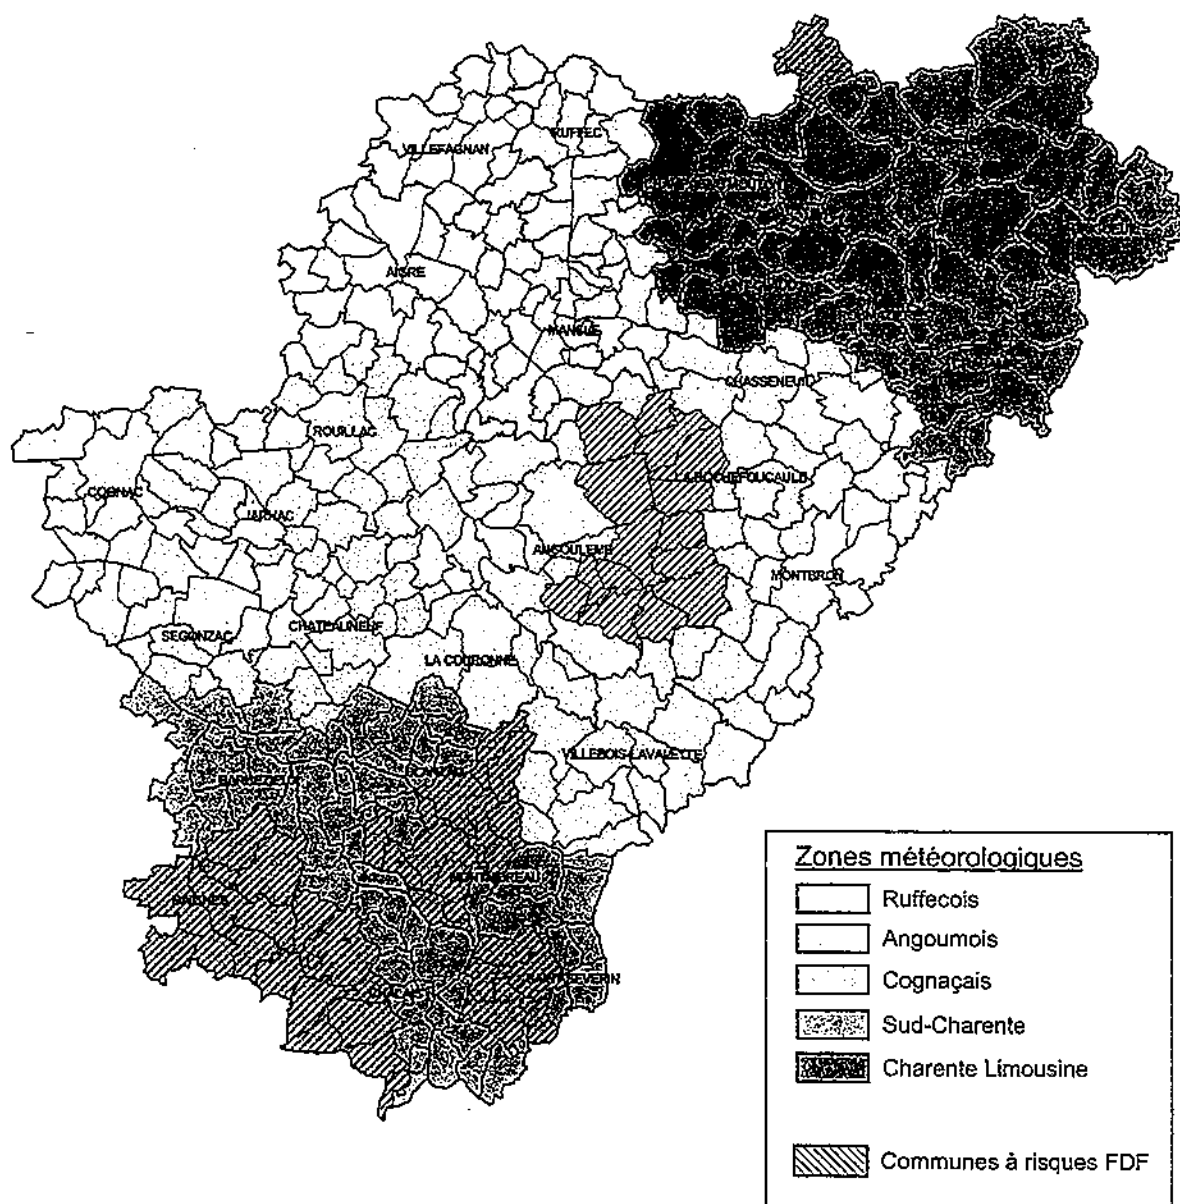 RUFFEC
VILLEFAGNAN
AIGRE
MANSLE
CHASSENEUIL
ROUILLAC
LA ROCHEFOUCAULD
COGNAC
JARNAC
ANGOULEME
MONTBRON
CHATEAUNEUF
SEGONZAC
LA COURONNE
VILLEBOIS-LAVALETTE
BARBEZIEUX
BLANZAC
MONTMOREAU
BAIGNES
SAINT SEVERIN
CHALAIS
Zones météorologiques
Ruffecois
Angoumois
Cognaçais
Sud-Charente
Charente Limousine
Communes à risques FDF